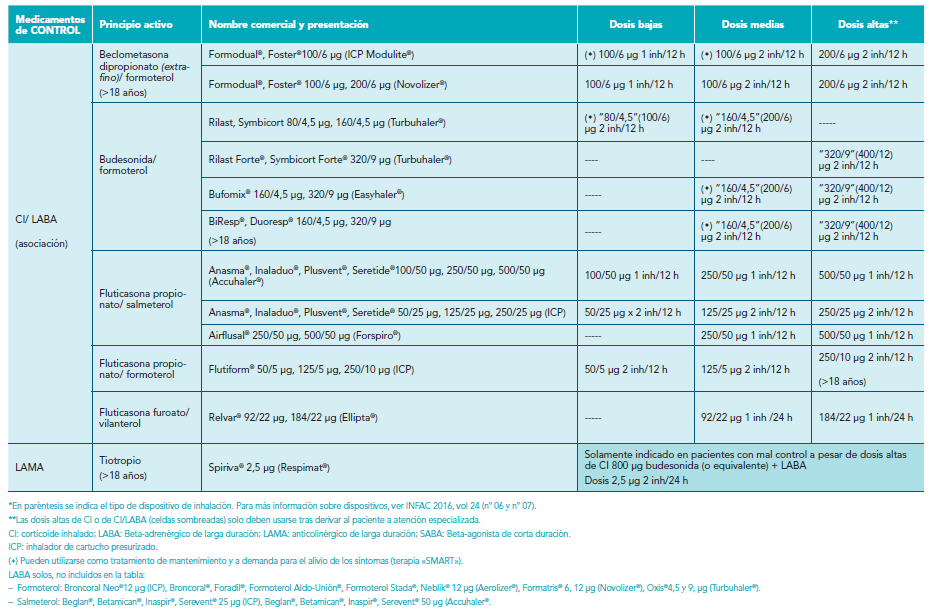 Medicamentos de CONTROL
Principio activo
Nombre comercial y presentación
Dosis bajas
Dosis medias
Dosis altas**
CI/ LABA
(asociación)
Beclometasona
dipropionato (extra-
fino)/ formoterol
(>18 años)
Formodual®, Foster®100/6 µg (ICP Modulite®)
(•) 100/6 µg 1 inh/12 h
(•) 100/6 µg 2 inh/12 h
200/6 µg 2 inh/12 h
Formodual®, Foster® 100/6 µg, 200/6 µg (Novolizer®)
100/6 µg 1 inh/12 h
100/6 µg 2 inh/12 h
200/6 µg 2 inh/12 h
Budesonida/
formoterol
Rilast, Symbicort 80/4,5 µg, 160/4,5 µg (Turbuhaler®)
(•) “80/4,5”(100/6)
µg 2 inh/12 h
(•) “160/4,5”(200/6)
µg 2 inh/12 h
-----
Rilast Forte®, Symbicort Forte® 320/9 µg (Turbuhaler®)
----
----
“320/9”(400/12)
µg 2 inh/12 h
Bufomix® 160/4,5 µg, 320/9 µg (Easyhaler®)
-----
(•) “160/4,5”(200/6)
µg 2 inh/12 h
“320/9”(400/12)
µg 2 inh/12 h
BiResp®, Duoresp® 160/4,5 µg, 320/9 µg
(>18 años)
-----
(•) “160/4,5”(200/6)
µg 2 inh/12 h
“320/9”(400/12)
µg 2 inh/12 h
Fluticasona propio-
nato/ salmeterol
Anasma®, Inaladuo®, Plusvent®, Seretide®100/50 µg, 250/50 µg, 500/50 µg
(Accuhaler®)
100/50 µg 1 inh/12 h
250/50 µg 1 inh/12 h
500/50 µg 1 inh/12 h
Anasma®, Inaladuo®, Plusvent®, Seretide® 50/25 µg, 125/25 µg, 250/25 µg (ICP)
50/25 µg x 2 inh/12 h
125/25 µg 2 inh/12 h
250/25 µg 2 inh/12 h
Airflusal® 250/50 µg, 500/50 µg (Forspiro®)
-----
250/50 µg 1 inh/12 h
500/50 µg 1 inh/12 h
Fluticasona propio-
nato/ formoterol
Flutiform® 50/5 µg, 125/5 µg, 250/10 µg (ICP)
50/5 µg 2 inh/12 h
125/5 µg 2 inh/12 h
250/10 µg 2 inh/12 h
(>18 años)
Fluticasona furoato/
vilanterol
Relvar® 92/22 µg, 184/22 µg (Ellipta®)
-----
92/22 µg 1 inh /24 h
184/22 µg 1 inh/24 h
LAMA
Tiotropio
(>18 años)
Spiriva® 2,5 µg (Respimat®)
Solamente indicado en pacientes con mal control a pesar de dosis altas
de CI 800 µg budesonida (o equivalente) + LABA
Dosis 2,5 µg 2 inh/24 h
*En paréntesis se indica el tipo de dispositivo de inhalación. Para más información sobre dispositivos, ver INFAC 2016, vol 24 (nº 06 y nº 07).
**Las dosis altas de CI o de CI/LABA (celdas sombreadas) solo deben usarse tras derivar al paciente a atención especializada.
CI: corticoide inhalado; LABA: Beta-adrenérgico de larga duración; LAMA: anticolinérgico de larga duración; SABA: Beta-agonista de corta duración.
ICP: inhalador de cartucho presurizado.
(•) Pueden utilizarse como tratamiento de mantenimiento y a demanda para el alivio de los síntomas (terapia «SMART»).
LABA solos, no incluidos en la tabla:
– Formoterol: Broncoral Neo®12 µg (ICP), Broncoral®, Foradil®, Formoterol Aldo-Unión®, Formoterol Stada®, Neblik® 12 µg (Aerolizer®), Formatris® 6, 12 µg (Novolizer®), Oxis®4,5 y 9, µg (Turbuhaler®).
– Salmeterol: Beglan®, Betamican®, Inaspir®, Serevent® 25 µg (ICP), Beglan®, Betamican®, Inaspir®, Serevent® 50 µg (Accuhaler®.